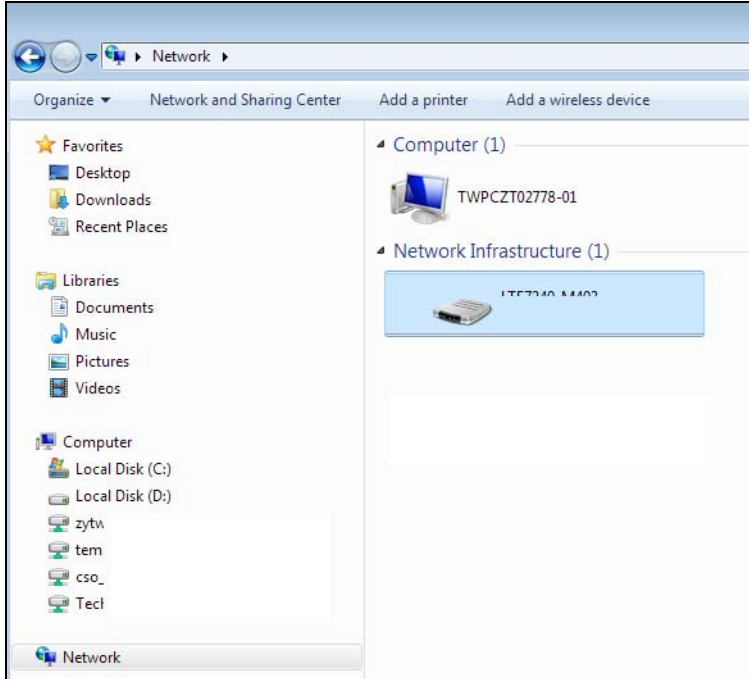 Network
Organize Network and Sharing Center Add a printer Add a wireless device
Favorites
Desktop
Downloads
Recent Places
Libraries
Documents
Music
Pictures
Videos
Computer
Local Disk (C:)
Local Disk (D:)
zytw
tem
cso_
Network
Computer (1)
TWPCZT02778-01
Network Infrastructure (1)